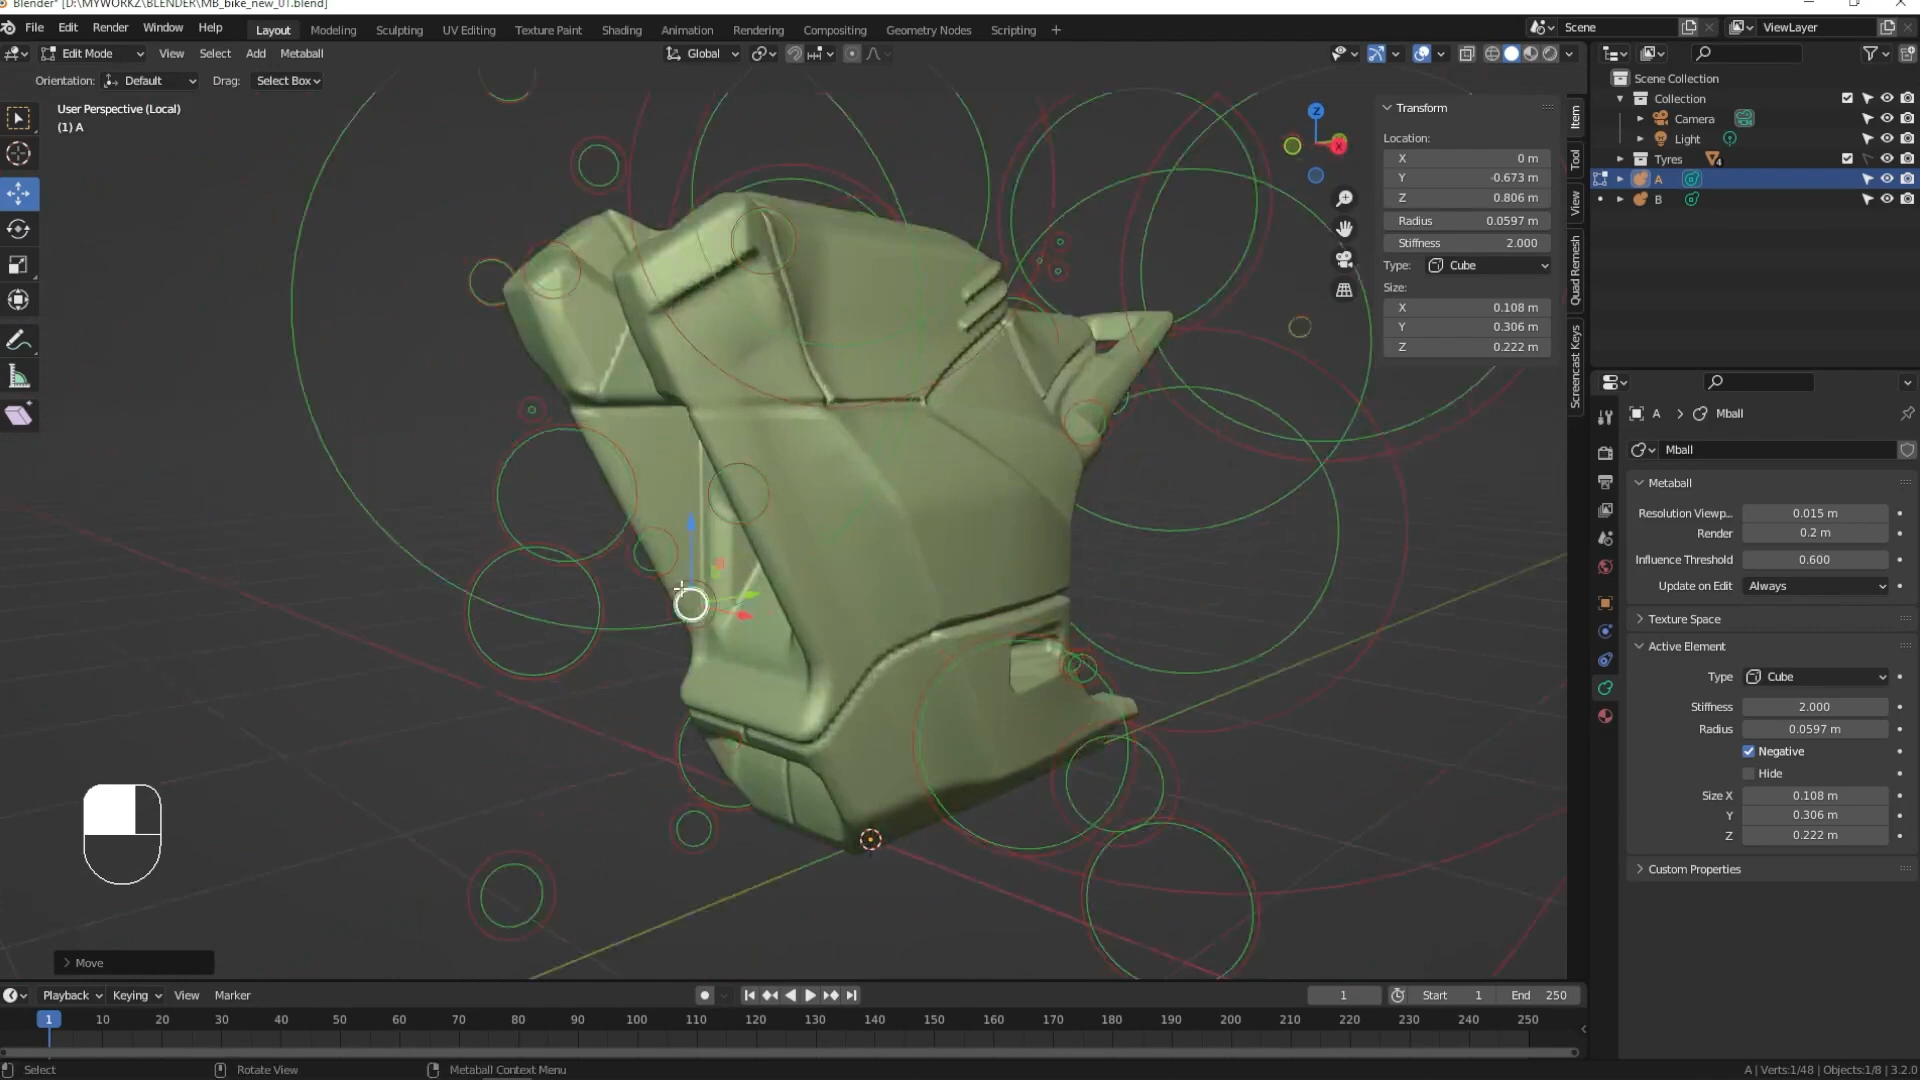 Blender* [D:\MYWORKZ\BLENDER\MB_bike_new_01.blend]
File Edit Render Window Help Layout Modeling Sculpting UV Editing Texture Paint Shading Animation Rendering Compositing Geometry Nodes Scripting + Scene ViewLayer
Edit Mode View Select Add Metaball Global
Orientation: Default Drag: Select Box
User Perspective (Local)
(1) A
Z
X
Transform
Location:
X 0 m
Y -0.673 m
Z 0.806 m
Radius 0.0597 m
Stiffness 2.000
Type: Cube
Size:
X 0.108 m
Y 0.306 m
Z 0.222 m
Item
Tool
View
Quad Remesh
Screencast Keys
Scene Collection
Collection
Camera
Light
Tyres 4
A
B
A > Mball
Mball
Metaball
Resolution Viewp... 0.015 m
Render 0.2 m
Influence Threshold 0.600
Update on Edit Always
Texture Space
Active Element
Type Cube
Stiffness 2.000
Radius 0.0597 m
Negative
Hide
Size X 0.108 m
Y 0.306 m
Z 0.222 m
Custom Properties
Move
Playback Keying View Marker 1 Start 1 End 250
1 10 20 30 40 50 60 70 80 90 100 110 120 130 140 150 160 170 180 190 200 210 220 230 240 250
Select Rotate View Metaball Context Menu A | Verts:1/48 | Objects:1/8 | 3.2.0